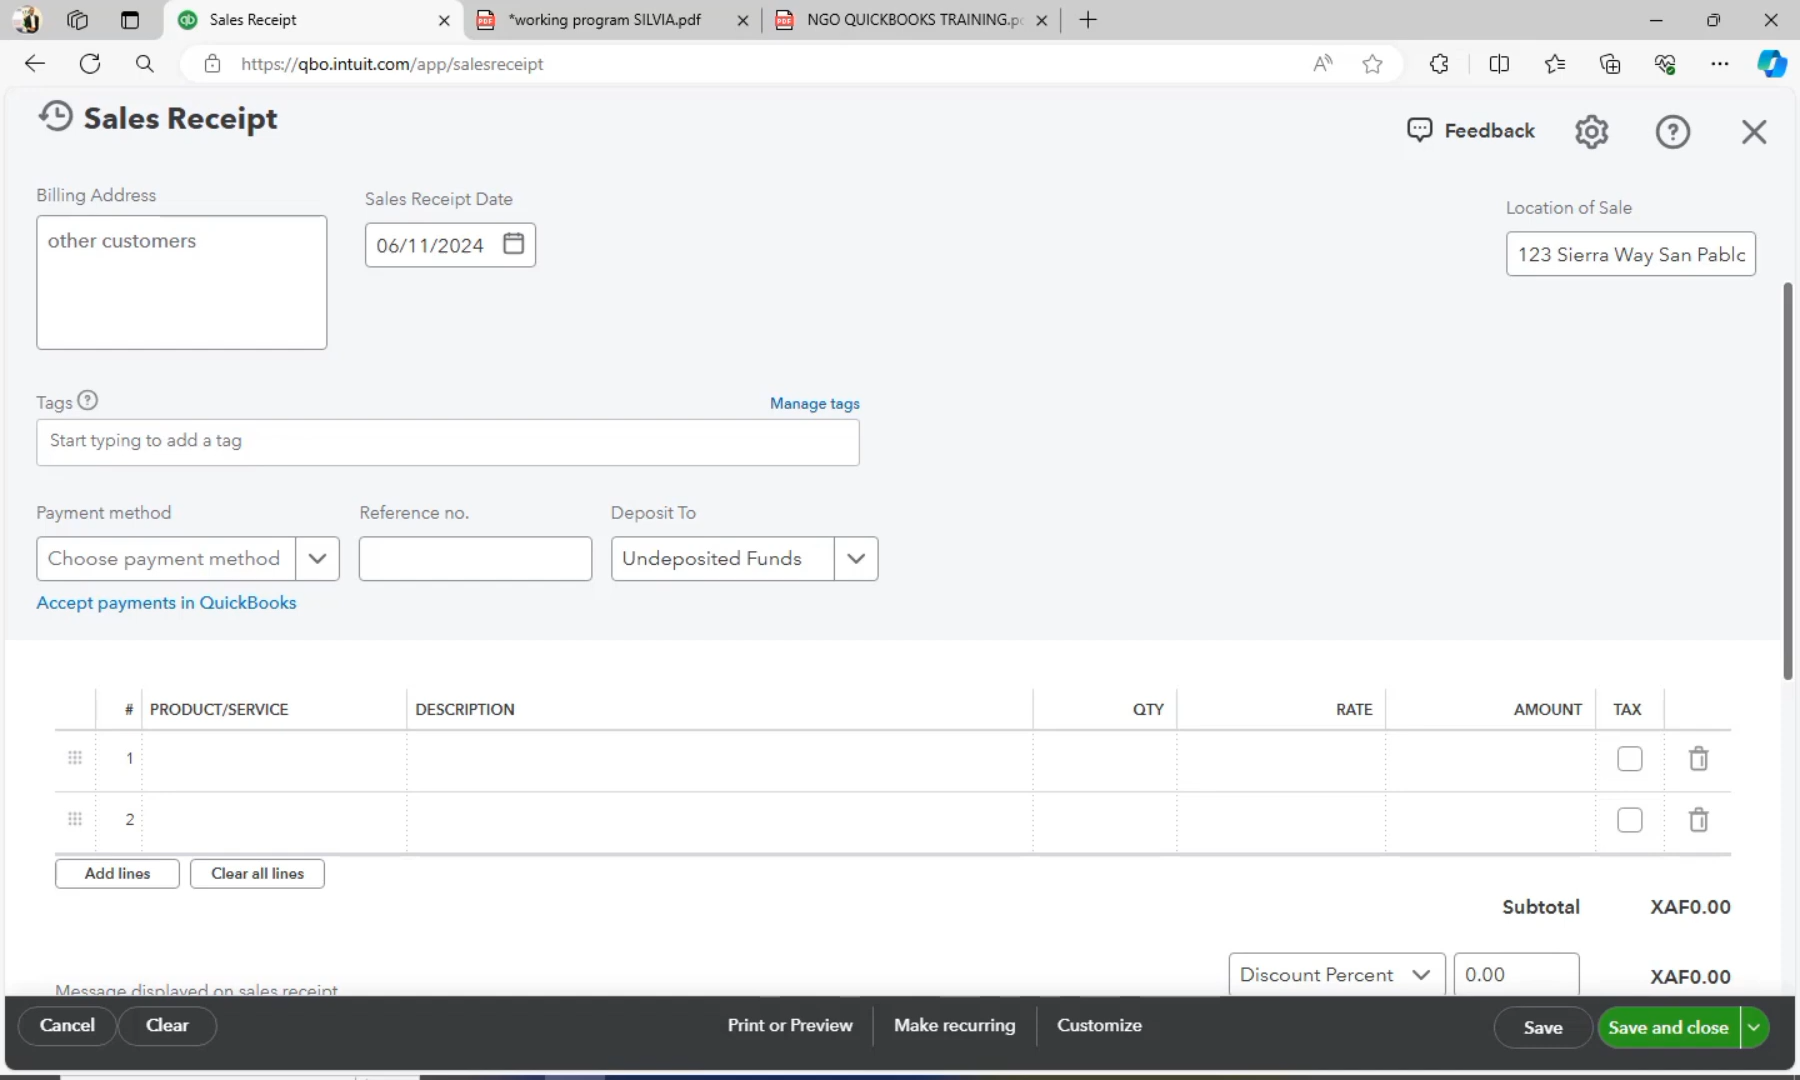 Sales Receipt
*working program SILVIA.pdf
NGO QUICKBOOKS TRAINING.p
https://qbo.intuit.com/app/salesreceipt
Sales Receipt
Feedback
Billing Address
other customers
Sales Receipt Date
06/11/2024
Location of Sale
123 Sierra Way San Pablc
Tags
Manage tags
Start typing to add a tag
Payment method
Reference no.
Deposit To
Choose payment method
Undeposited Funds
Accept payments in QuickBooks
# PRODUCT/SERVICE DESCRIPTION QTY RATE AMOUNT TAX
1
2
Add lines
Clear all lines
Subtotal XAF0.00
Discount Percent 0.00 XAF0.00
Message displayed on sales receipt
Cancel
Clear
Print or Preview
Make recurring
Customize
Save
Save and close